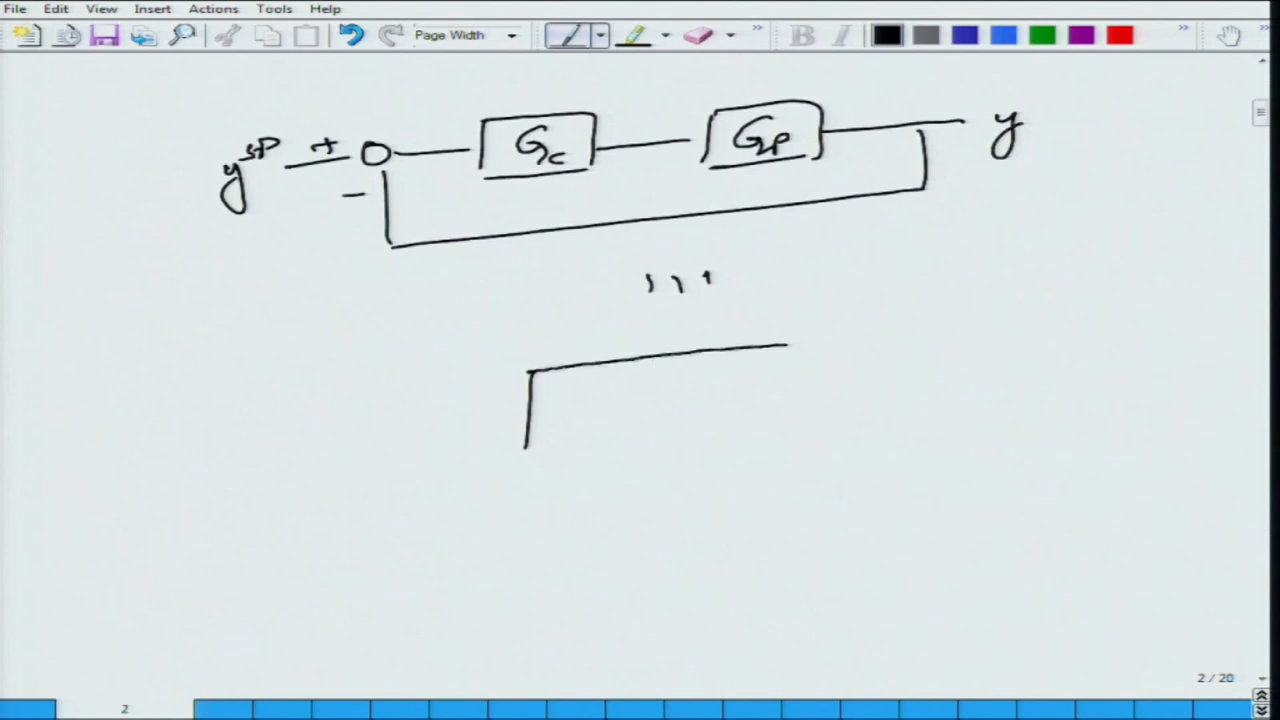 File Edit View Insert Actions Tools Help
Page Width
y^sp + Gc Gp y
−
2 / 20
2